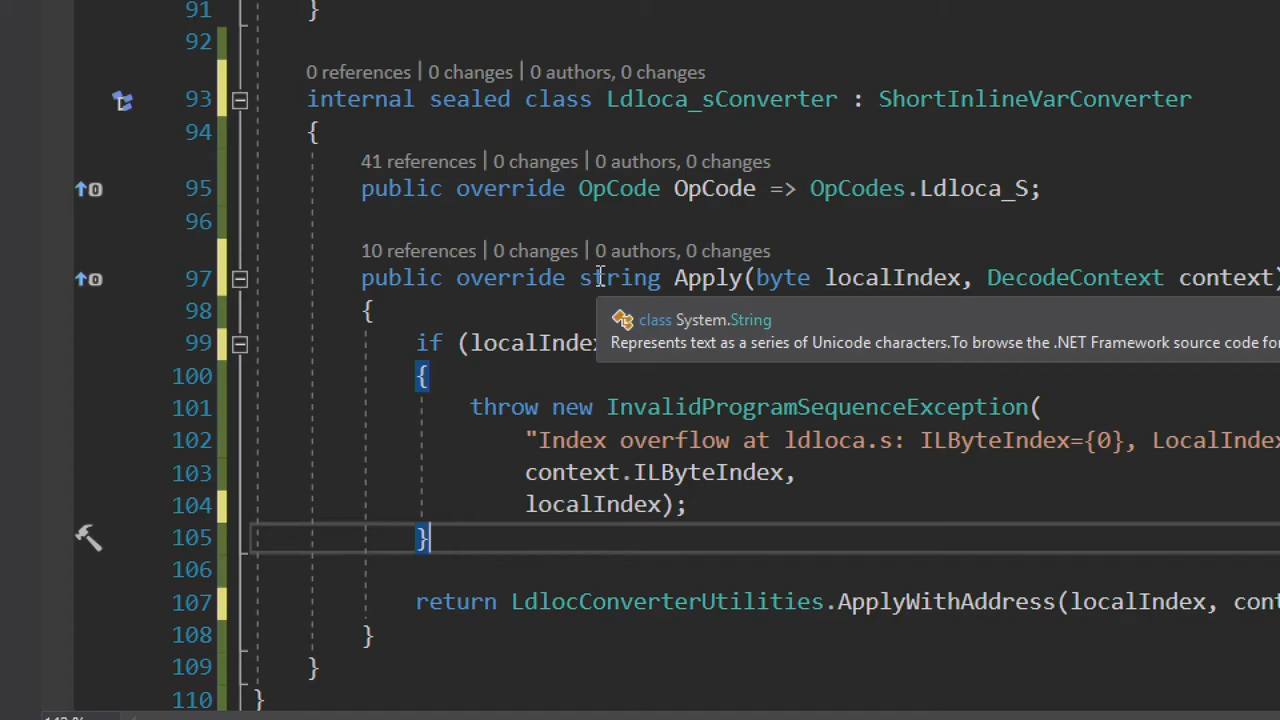 91 }
92
0 references | 0 changes | 0 authors, 0 changes
93 internal sealed class Ldloca_sConverter : ShortInlineVarConverter
94 {
41 references | 0 changes | 0 authors, 0 changes
95 public override OpCode OpCode => OpCodes.Ldloca_S;
96
10 references | 0 changes | 0 authors, 0 changes
97 public override string Apply(byte localIndex, DecodeContext context)
98 {
class System.String
99 if (localIndex
Represents text as a series of Unicode characters.To browse the .NET Framework source code for
100 {
101 throw new InvalidProgramSequenceException(
102 "Index overflow at ldloca.s: ILByteIndex={0}, LocalIndex
103 context.ILByteIndex,
104 localIndex);
105 }
106
107 return LdlocConverterUtilities.ApplyWithAddress(localIndex, cont
108 }
109 }
110 }